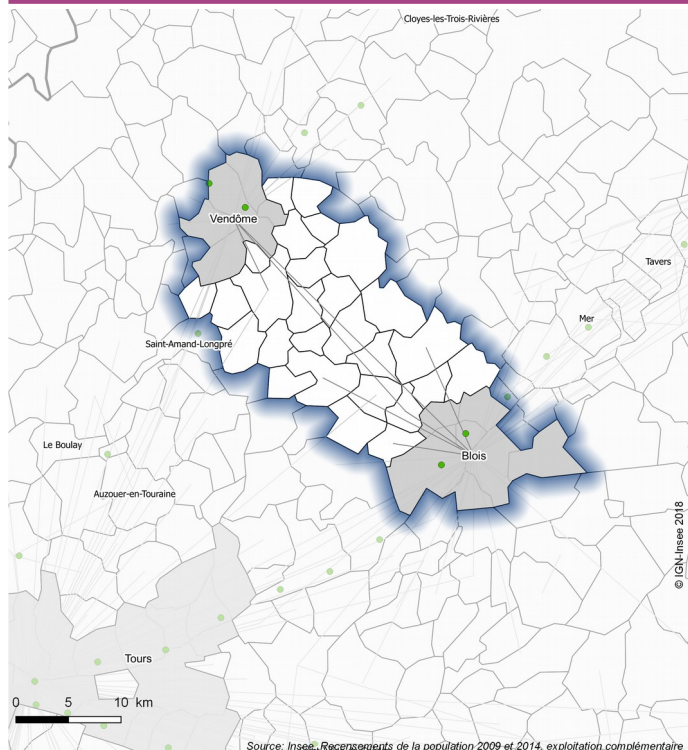 Cloyes-les-Trois-Rivières
Vendôme
Tavers
Mer
Saint-Amand-Longpré
Le Boulay
Blois
Auzouer-en-Touraine
© IGN-Insee 2018
Tours
0 5 10 km
Source: Insee, Recensements de la population 2009 et 2014, exploitation complémentaire